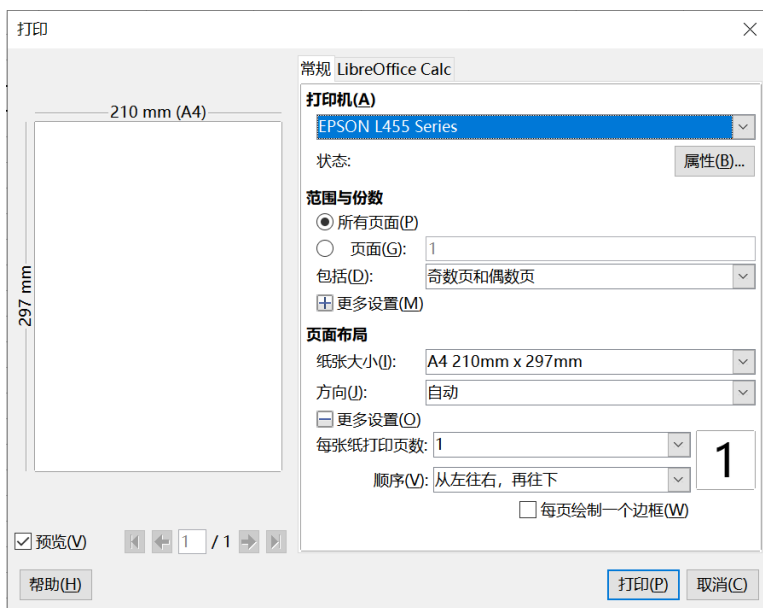 打印
常规 LibreOffice Calc
打印机(A)
210 mm (A4)
EPSON L455 Series
状态: 属性(B)...
范围与份数
所有页面(P)
页面(G): 1
包括(D): 奇数页和偶数页
297 mm
更多设置(M)
页面布局
纸张大小(I): A4 210mm x 297mm
方向(J): 自动
更多设置(O)
每张纸打印页数: 1
1
顺序(V): 从左往右，再往下
每页绘制一个边框(W)
预览(V) 1 / 1
帮助(H) 打印(P) 取消(C)